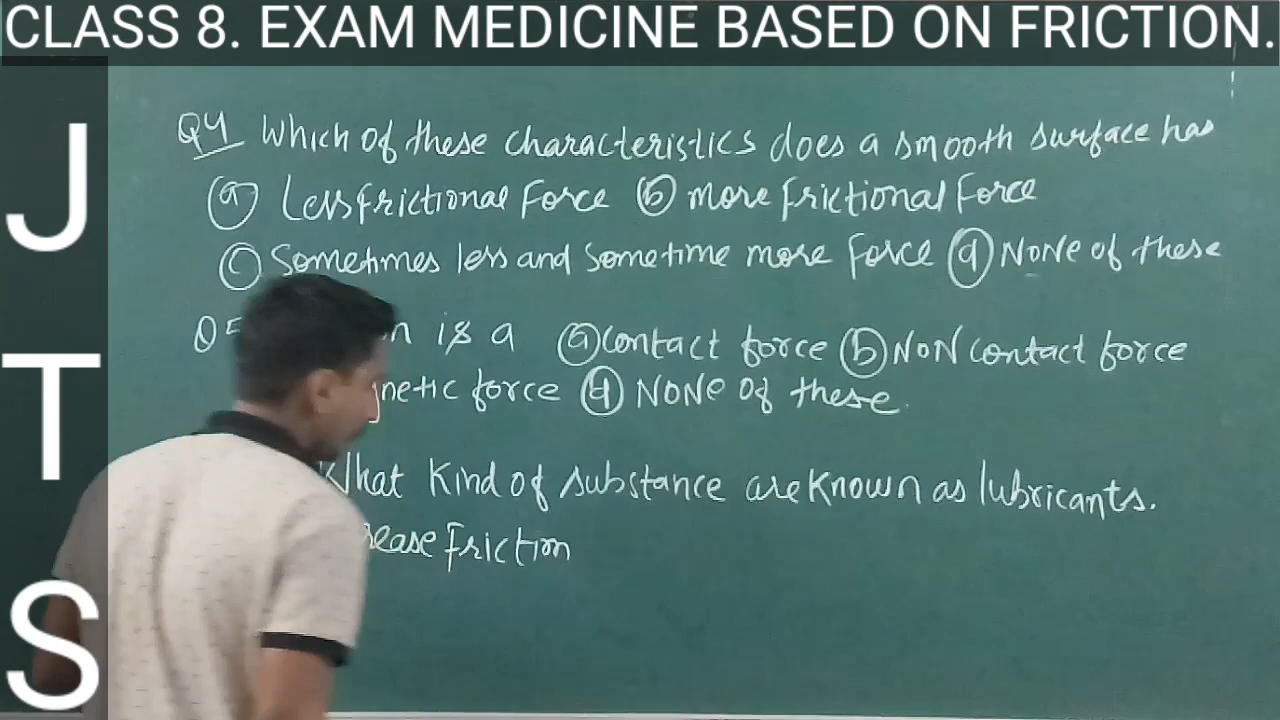 CLASS 8. EXAM MEDICINE BASED ON FRICTION.
J
T
S
Q4 Which of these characteristics does a smooth surface has
(a) Less frictional Force (b) more frictional Force
(c) Sometimes less and sometime more Force (d) NONE of these
is a (a) contact force (b) NON contact force
force (d) NONE of these.
What kind of substance are known as lubricants.
Friction